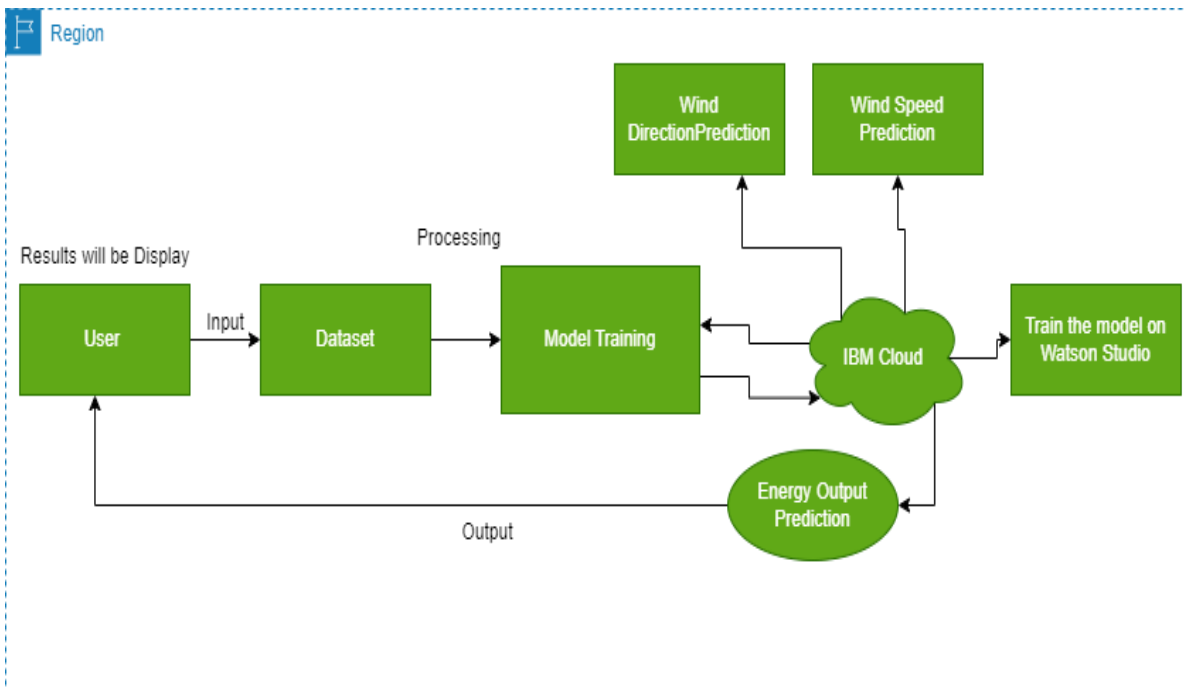 Region
Wind
DirectionPrediction
Wind Speed
Prediction
Processing
Results will be Display
User
Input
Dataset
Model Training
IBM Cloud
Train the model on
Watson Studio
Energy Output
Prediction
Output